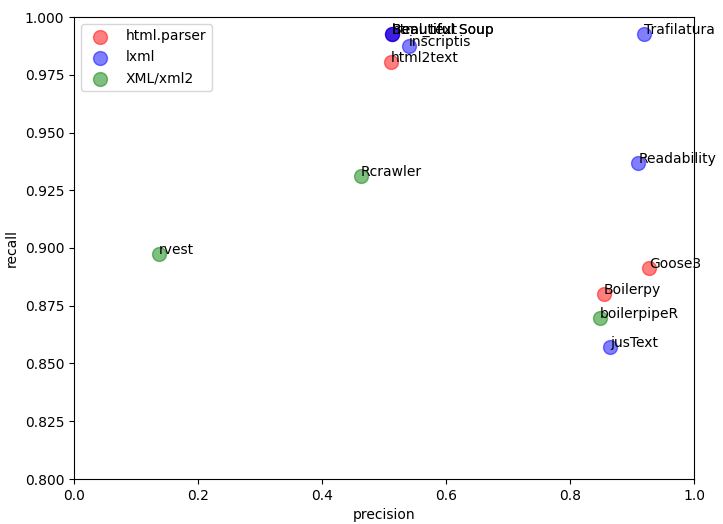 1.000
0.975
0.950
0.925
0.900
0.875
0.850
0.825
0.800
recall
html.parser
lxml
XML/xml2
Beautiful Soup
Trafilatura
inscriptis
html2text
Rcrawler
Readability
rvest
Goose3
Boilerpy
boilerpipeR
jusText
0.0 0.2 0.4 0.6 0.8 1.0
precision